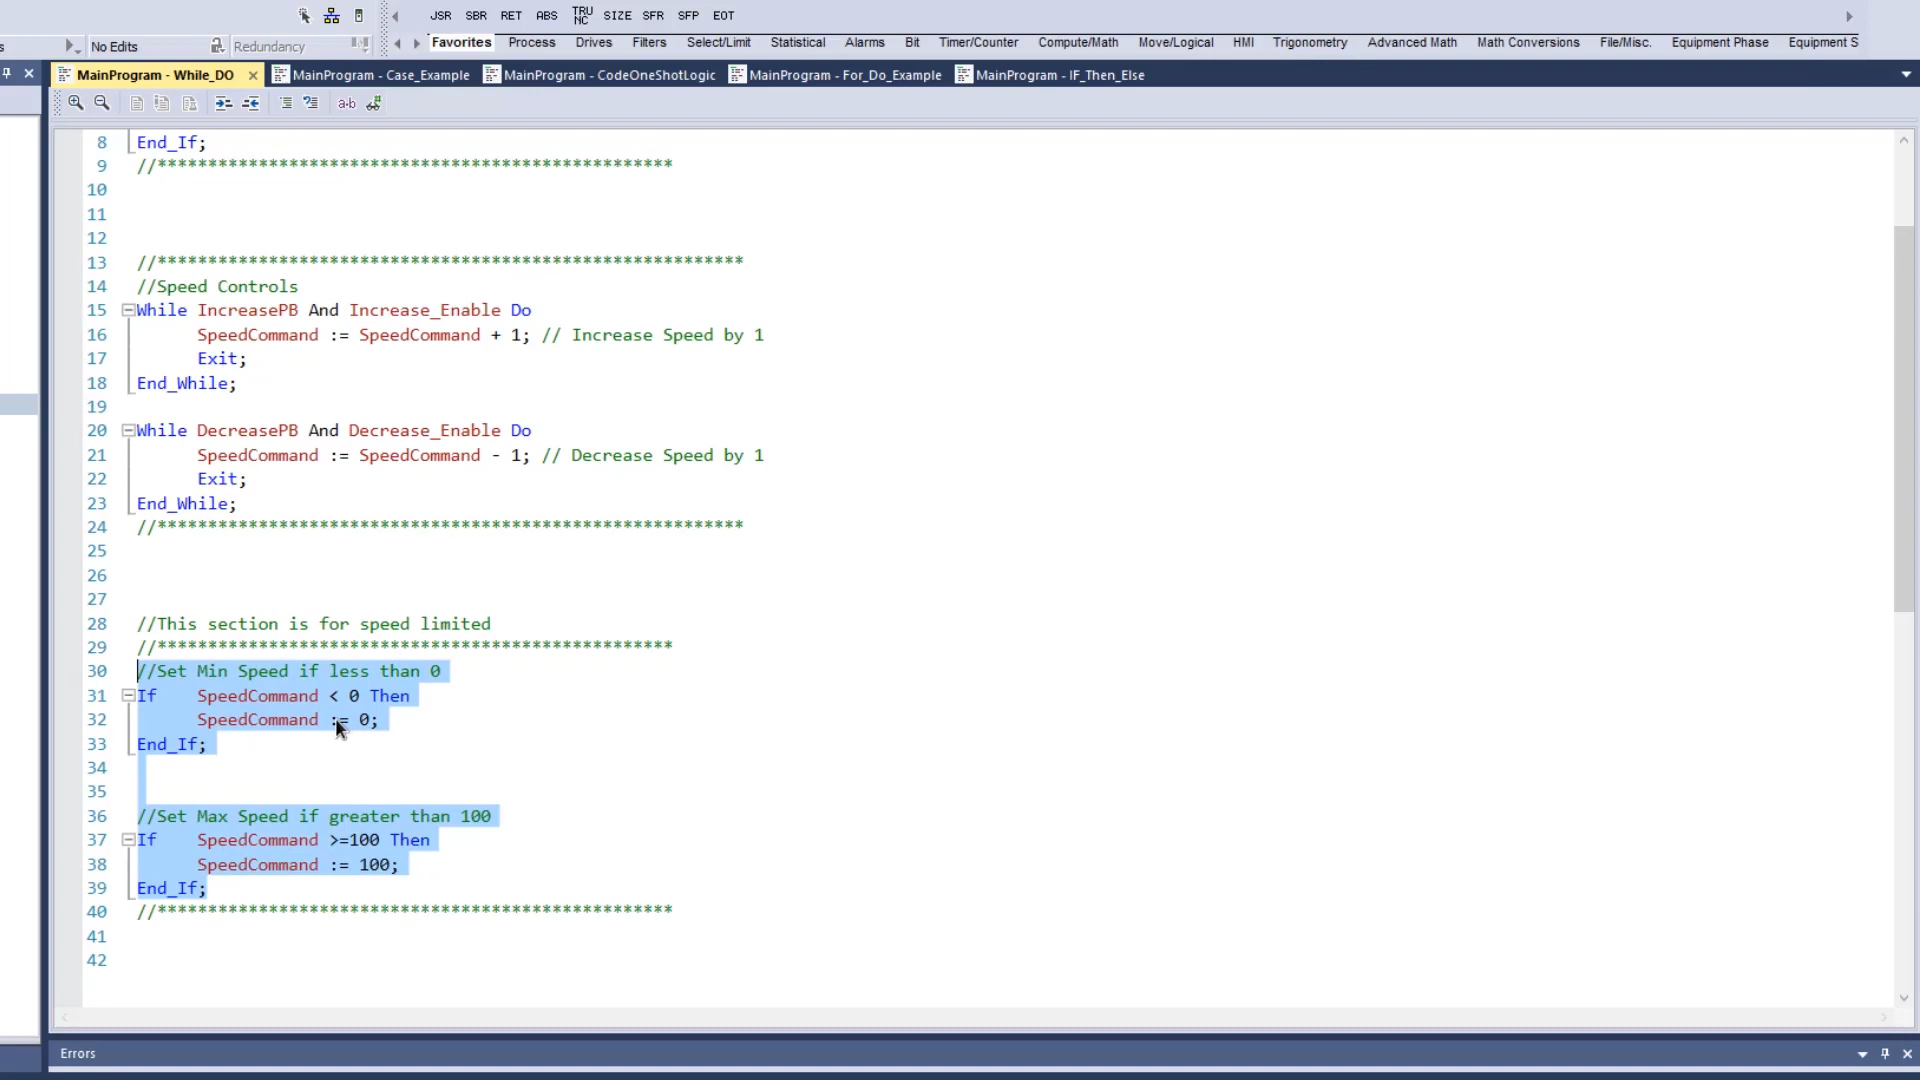 JSR SBR RET ABS TRUNC SIZE SFR SFP EOT
s No Edits Redundancy
Favorites Process Drives Filters Select/Limit Statistical Alarms Bit Timer/Counter Compute/Math Move/Logical HMI Trigonometry Advanced Math Math Conversions File/Misc. Equipment Phase Equipment S
MainProgram - While_DO MainProgram - Case_Example MainProgram - CodeOneShotLogic MainProgram - For_Do_Example MainProgram - IF_Then_Else
a-b
8 End_If;
9 //***************************************************
10
11
12
13 //**********************************************************
14 //Speed Controls
15 While IncreasePB And Increase_Enable Do
16 SpeedCommand := SpeedCommand + 1; // Increase Speed by 1
17 Exit;
18 End_While;
19
20 While DecreasePB And Decrease_Enable Do
21 SpeedCommand := SpeedCommand - 1; // Decrease Speed by 1
22 Exit;
23 End_While;
24 //**********************************************************
25
26
27
28 //This section is for speed limited
29 //***************************************************
30 //Set Min Speed if less than 0
31 If SpeedCommand < 0 Then
32 SpeedCommand := 0;
33 End_If;
34
35
36 //Set Max Speed if greater than 100
37 If SpeedCommand >=100 Then
38 SpeedCommand := 100;
39 End_If;
40 //***************************************************
41
42
Errors